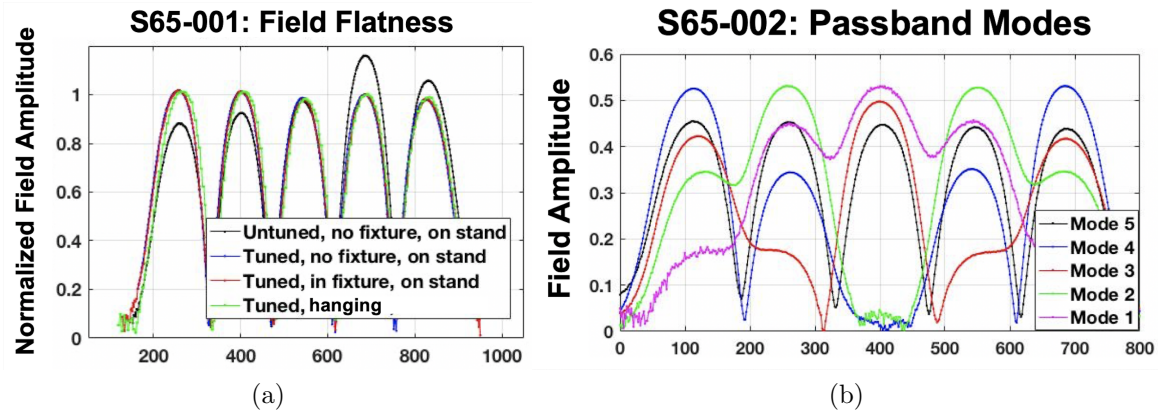 S65-001: Field Flatness
Normalized Field Amplitude
1
0.8
0.6
0.4
0.2
0
200 400 600 800 1000
Untuned, no fixture, on stand
Tuned, no fixture, on stand
Tuned, in fixture, on stand
Tuned, hanging
(a)
S65-002: Passband Modes
Field Amplitude
0.6
0.5
0.4
0.3
0.2
0.1
0
0 100 200 300 400 500 600 700 800
Mode 5
Mode 4
Mode 3
Mode 2
Mode 1
(b)